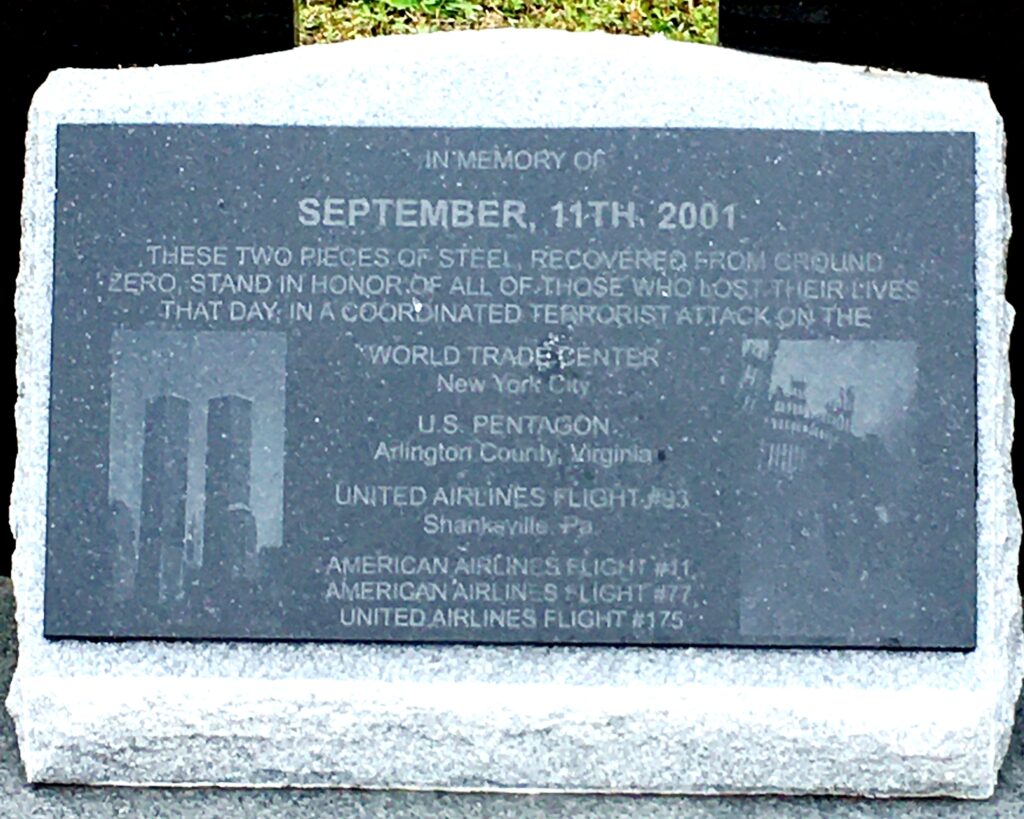 IN MEMORY OF
SEPTEMBER, 11TH, 2001
THESE TWO PIECES OF STEEL, RECOVERED FROM GROUND
ZERO, STAND IN HONOR OF ALL OF THOSE WHO LOST THEIR LIVES
THAT DAY, IN A COORDINATED TERRORIST ATTACK ON THE
WORLD TRADE CENTER
New York City
U.S. PENTAGON
Arlington County, Virginia
UNITED AIRLINES FLIGHT #93
Shanksville, Pa.
AMERICAN AIRLINES FLIGHT #11
AMERICAN AIRLINES FLIGHT #77
UNITED AIRLINES FLIGHT #175